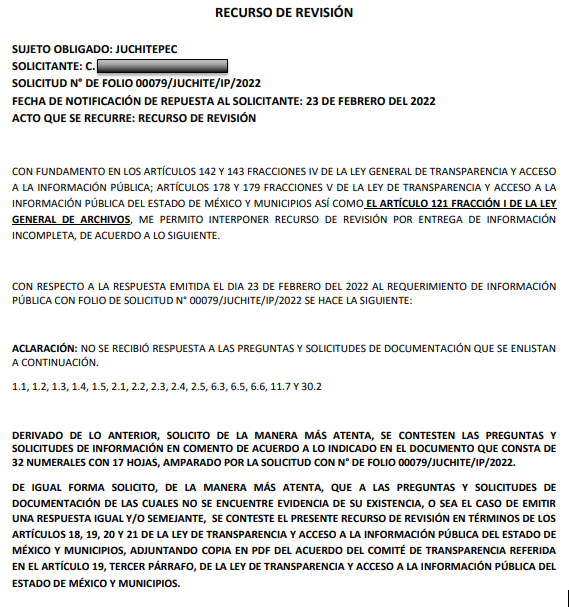 RECURSO DE REVISIÓN
SUJETO OBLIGADO: JUCHITEPEC
SOLICITANTE: C.
SOLICITUD N° DE FOLIO 00079/JUCHITE/IP/2022
FECHA DE NOTIFICACIÓN DE REPUESTA AL SOLICITANTE: 23 DE FEBRERO DEL 2022
ACTO QUE SE RECURRE: RECURSO DE REVISIÓN
CON FUNDAMENTO EN LOS ARTÍCULOS 142 Y 143 FRACCIONES IV DE LA LEY GENERAL DE TRANSPARENCIA Y ACCESO
A LA INFORMACIÓN PÚBLICA; ARTÍCULOS 178 Y 179 FRACCIONES V DE LA LEY DE TRANSPARENCIA Y ACCESO A LA
INFORMACIÓN PÚBLICA DEL ESTADO DE MÉXICO Y MUNICIPIOS ASÍ COMO EL ARTÍCULO 121 FRACCIÓN I DE LA LEY
GENERAL DE ARCHIVOS, ME PERMITO INTERPONER RECURSO DE REVISIÓN POR ENTREGA DE INFORMACIÓN
INCOMPLETA, DE ACUERDO A LO SIGUIENTE.
CON RESPECTO A LA RESPUESTA EMITIDA EL DIA 23 DE FEBRERO DEL 2022 AL REQUERIMIENTO DE INFORMACIÓN
PÚBLICA CON FOLIO DE SOLICITUD N° 00079/JUCHITE/IP/2022 SE HACE LA SIGUIENTE:
ACLARACIÓN: NO SE RECIBIÓ RESPUESTA A LAS PREGUNTAS Y SOLICITUDES DE DOCUMENTACIÓN QUE SE ENLISTAN
A CONTINUACIÓN.
1.1, 1.2, 1.3, 1.4, 1.5, 2.1, 2.2, 2.3, 2.4, 2.5, 6.3, 6.5, 6.6, 11.7 Y 30.2
DERIVADO DE LO ANTERIOR, SOLICITO DE LA MANERA MÁS ATENTA, SE CONTESTEN LAS PREGUNTAS Y
SOLICITUDES DE INFORMACIÓN EN COMENTO DE ACUERDO A LO INDICADO EN EL DOCUMENTO QUE CONSTA DE
32 NUMERALES CON 17 HOJAS, AMPARADO POR LA SOLICITUD CON N° DE FOLIO 00079/JUCHITE/IP/2022.
DE IGUAL FORMA SOLICITO, DE LA MANERA MÁS ATENTA, QUE A LAS PREGUNTAS Y SOLICITUDES DE
DOCUMENTACIÓN DE LAS CUALES NO SE ENCUENTRE EVIDENCIA DE SU EXISTENCIA, O SEA EL CASO DE EMITIR
UNA RESPUESTA IGUAL Y/O SEMEJANTE, SE CONTESTE EL PRESENTE RECURSO DE REVISIÓN EN TÉRMINOS DE LOS
ARTÍCULOS 18, 19, 20 Y 21 DE LA LEY DE TRANSPARENCIA Y ACCESO A LA INFORMACIÓN PÚBLICA DEL ESTADO DE
MÉXICO Y MUNICIPIOS, ADJUNTANDO COPIA EN PDF DEL ACUERDO DEL COMITÉ DE TRANSPARENCIA REFERIDA
EN EL ARTÍCULO 19, TERCER PÁRRAFO, DE LA LEY DE TRANSPARENCIA Y ACCESO A LA INFORMACIÓN PÚBLICA DEL
ESTADO DE MÉXICO Y MUNICIPIOS.